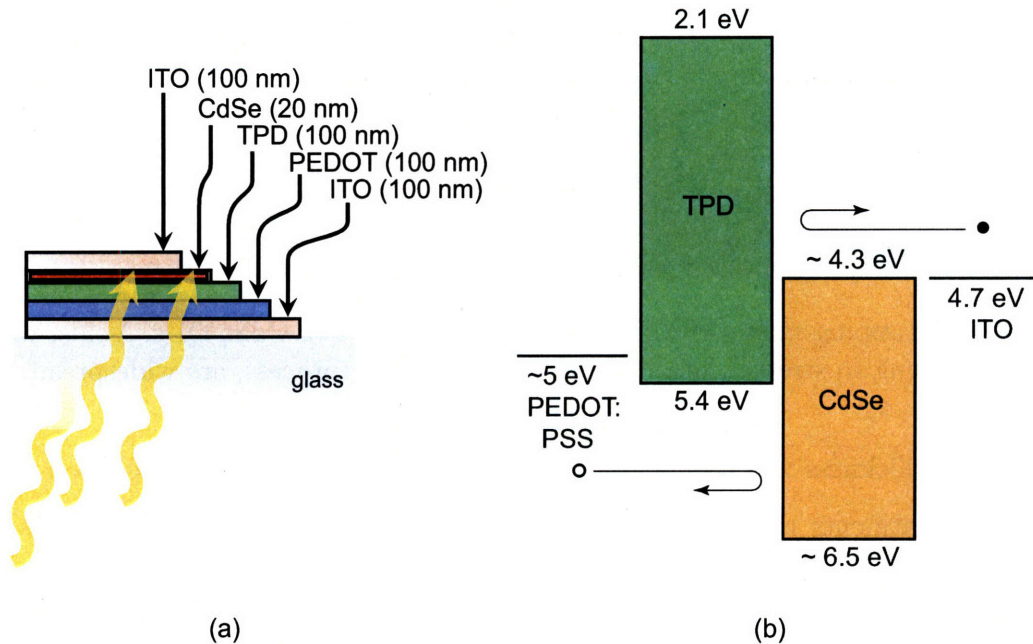 ITO (100 nm)
CdSe (20 nm)
TPD (100 nm)
PEDOT (100 nm)
ITO (100 nm)
glass
(a)
2.1 eV
TPD
~ 4.3 eV
4.7 eV
ITO
~5 eV
PEDOT:
PSS
5.4 eV
CdSe
~ 6.5 eV
(b)